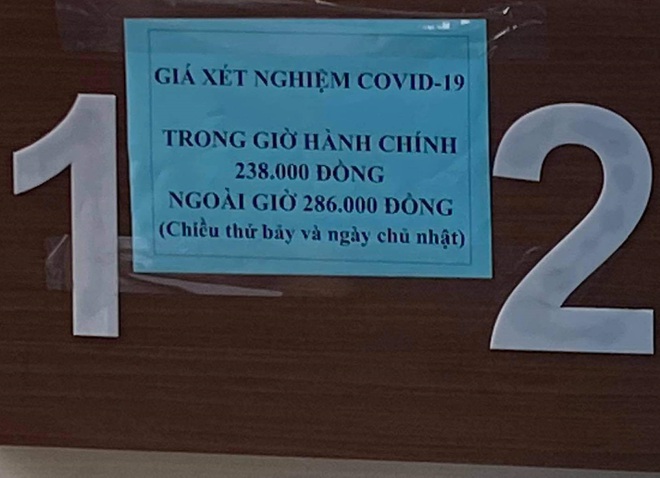 GIÁ XÉT NGHIỆM COVID-19
TRONG GIỜ HÀNH CHÍNH
238.000 ĐỒNG
NGOÀI GIỜ 286.000 ĐỒNG
(Chiều thứ bảy và ngày chủ nhật)
1
2